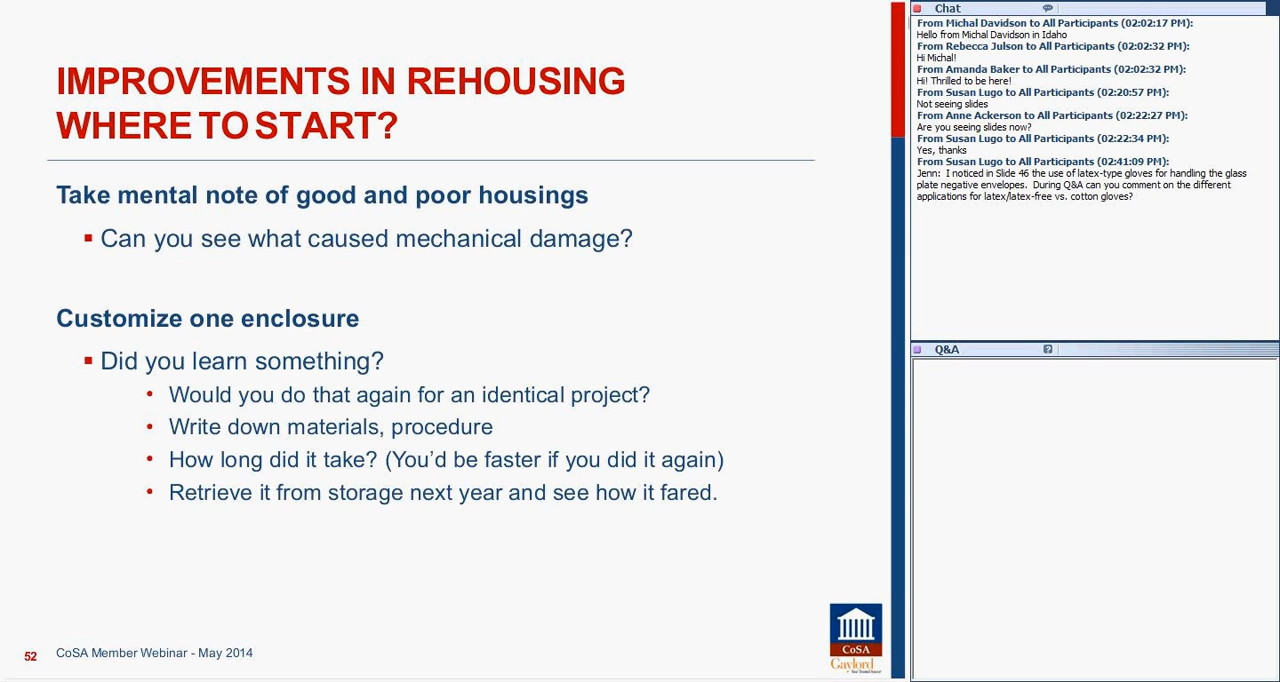 IMPROVEMENTS IN REHOUSING
WHERE TO START?
Take mental note of good and poor housings
▪ Can you see what caused mechanical damage?
Customize one enclosure
▪ Did you learn something?
• Would you do that again for an identical project?
• Write down materials, procedure
• How long did it take? (You'd be faster if you did it again)
• Retrieve it from storage next year and see how it fared.
52
CoSA Member Webinar - May 2014
CoSA
Gaylord
Chat
From Michal Davidson to All Participants (02:02:17 PM):
Hello from Michal Davidson in Idaho
From Rebecca Julson to All Participants (02:02:32 PM):
Hi Michal!
From Amanda Baker to All Participants (02:02:32 PM):
Hi! Thrilled to be here!
From Susan Lugo to All Participants (02:20:57 PM):
Not seeing slides
From Anne Ackerson to All Participants (02:22:27 PM):
Are you seeing slides now?
From Susan Lugo to All Participants (02:22:34 PM):
Yes, thanks
From Susan Lugo to All Participants (02:41:09 PM):
Jenn: I noticed in Slide 46 the use of latex-type gloves for handling the glass
plate negative envelopes. During Q&A can you comment on the different
applications for latex/latex-free vs. cotton gloves?
Q&A
?